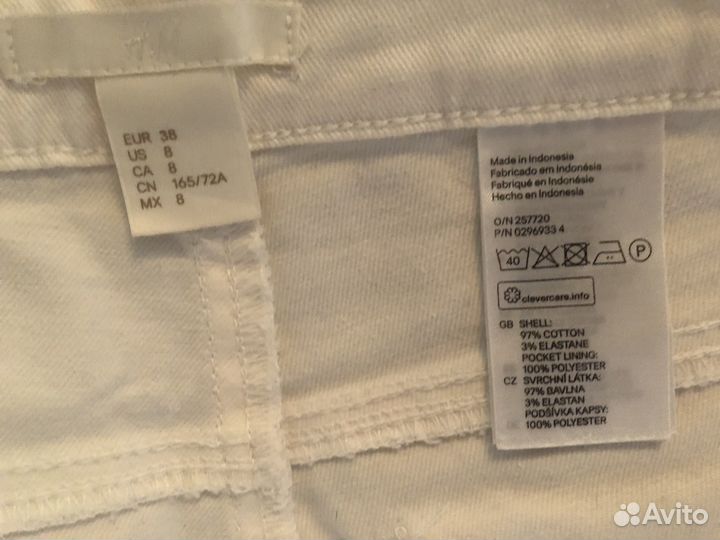 EUR 38
US 8
CA 8
CN 165/72A
MX 8
Made in Indonesia
Fabricado em Indonésia
Fabriqué en Indonésie
Hecho en Indonesia
O/N 257720
P/N 0296933 4
40
P
clevercare.info
GB SHELL:
97% COTTON
3% ELASTANE
POCKET LINING:
100% POLYESTER
CZ SVRCHNÍ LÁTKA:
97% BAVLNA
3% ELASTAN
PODŠÍVKA KAPSY:
100% POLYESTER
Avito